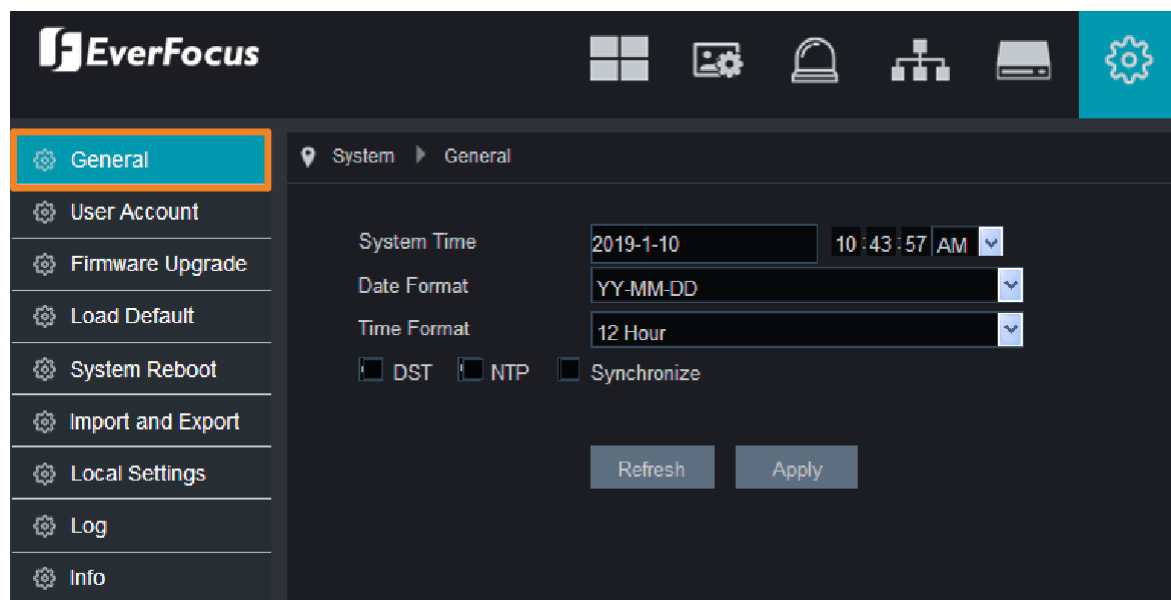 EverFocus
General
User Account
Firmware Upgrade
Load Default
System Reboot
Import and Export
Local Settings
Log
Info
System General
System Time 2019-1-10 10:43:57 AM
Date Format YY-MM-DD
Time Format 12 Hour
DST NTP Synchronize
Refresh Apply